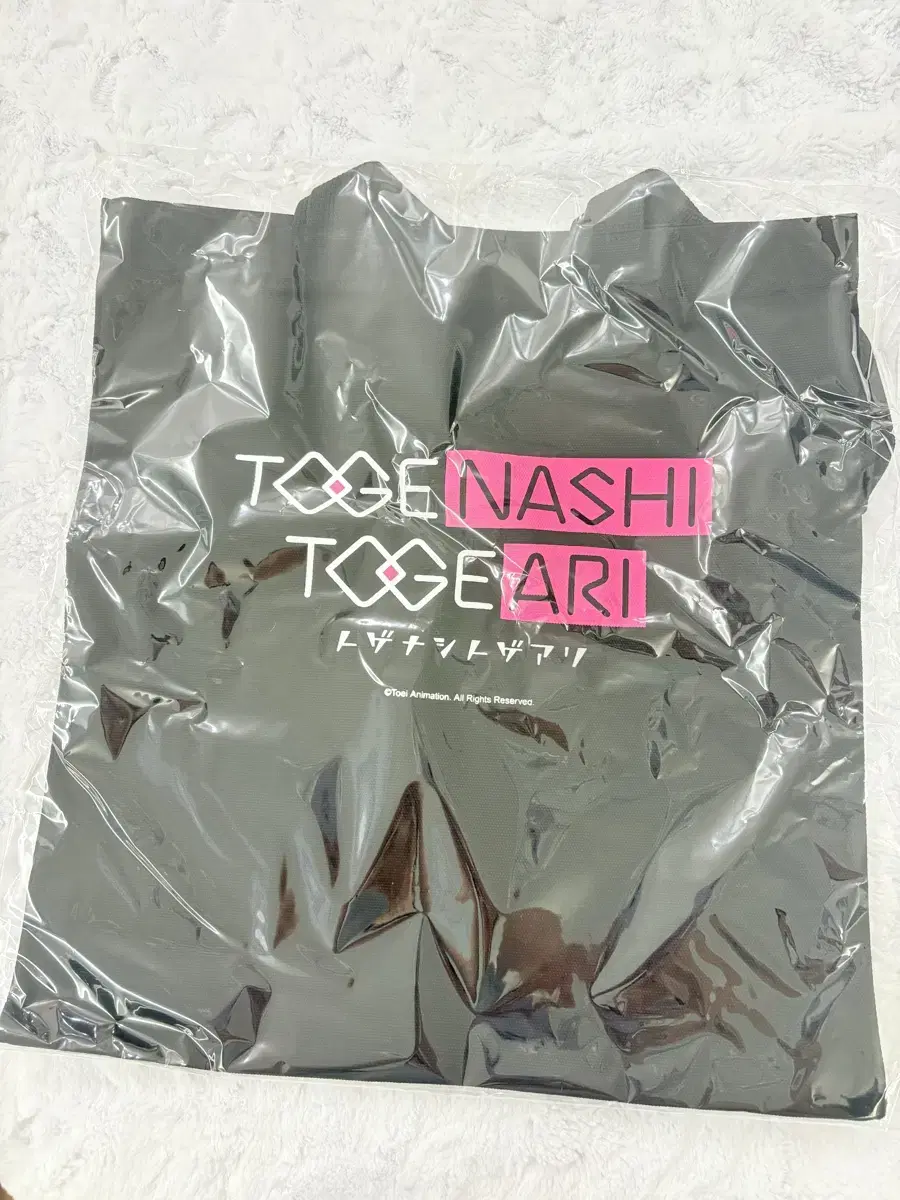 TOGENASHI
TOGEARI
トゲナシトゲアリ
©Toei Animation. All Rights Reserved.